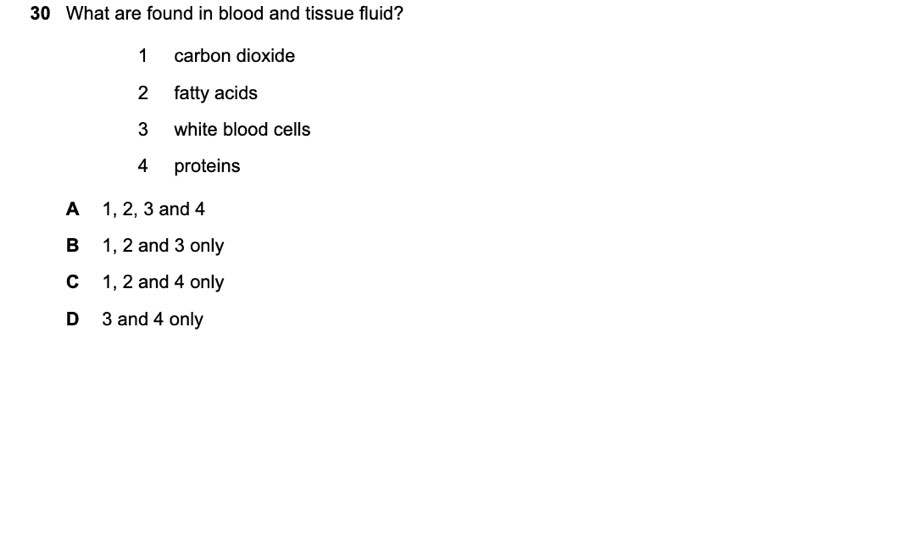 30 What are found in blood and tissue fluid?
1 carbon dioxide
2 fatty acids
3 white blood cells
4 proteins
A 1, 2, 3 and 4
B 1, 2 and 3 only
C 1, 2 and 4 only
D 3 and 4 only